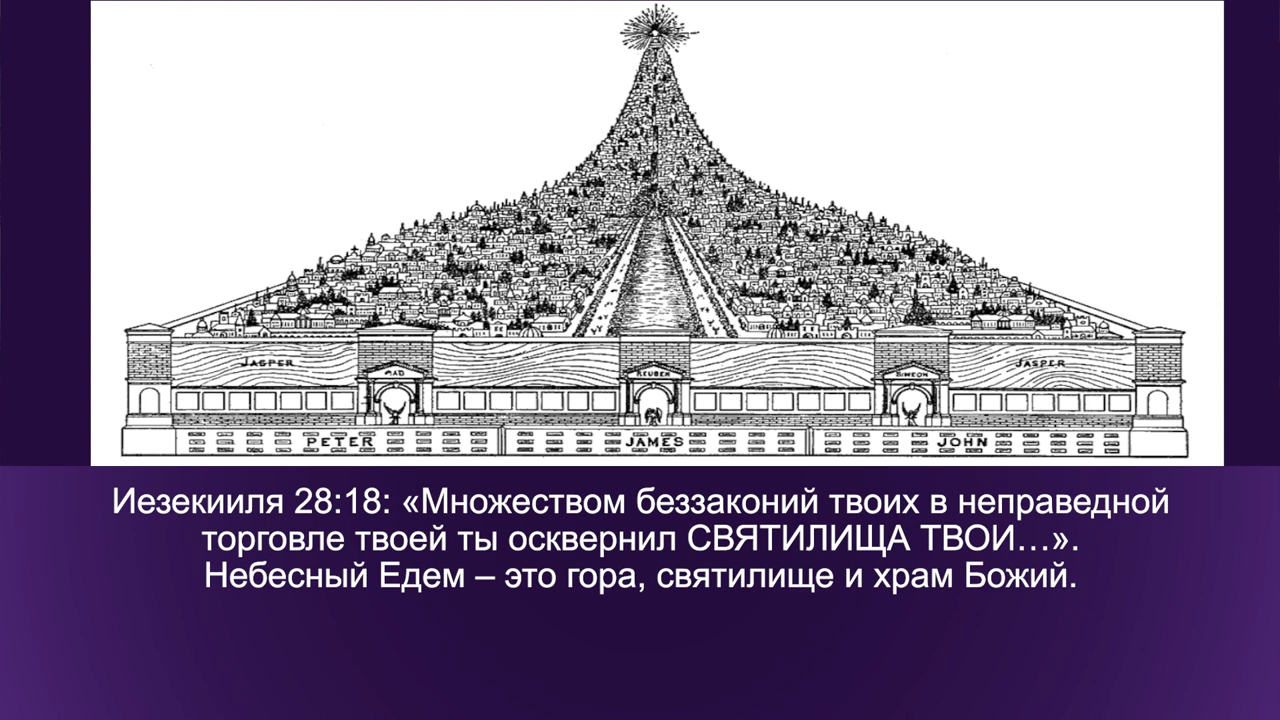 JASPER
GAD
REUBEN
SIMEON
JASPER
PETER
JAMES
JOHN
Иезекииля 28:18: «Множеством беззаконий твоих в неправедной
торговле твоей ты осквернил СВЯТИЛИЩА ТВОИ…».
Небесный Едем – это гора, святилище и храм Божий.